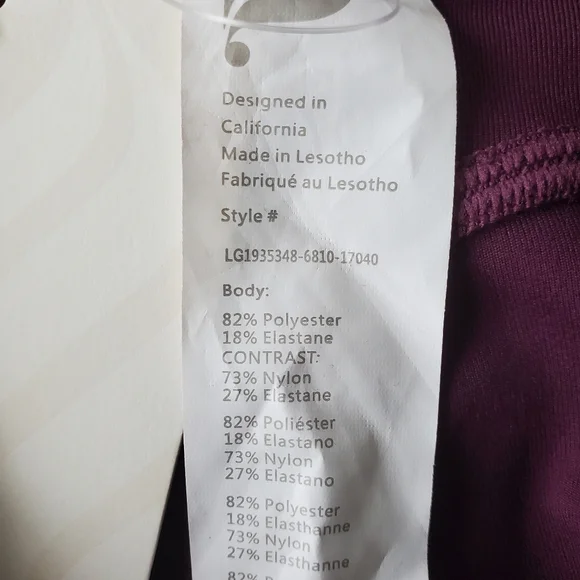 Designed in
California
Made in Lesotho
Fabriqué au Lesotho
Style #
LG1935348-6810-17040
Body:
82% Polyester
18% Elastane
CONTRAST:
73% Nylon
27% Elastane
82% Poliéster
18% Elastano
73% Nylon
27% Elastano
82% Polyester
18% Elasthanne
73% Nylon
27% Elasthanne
82%